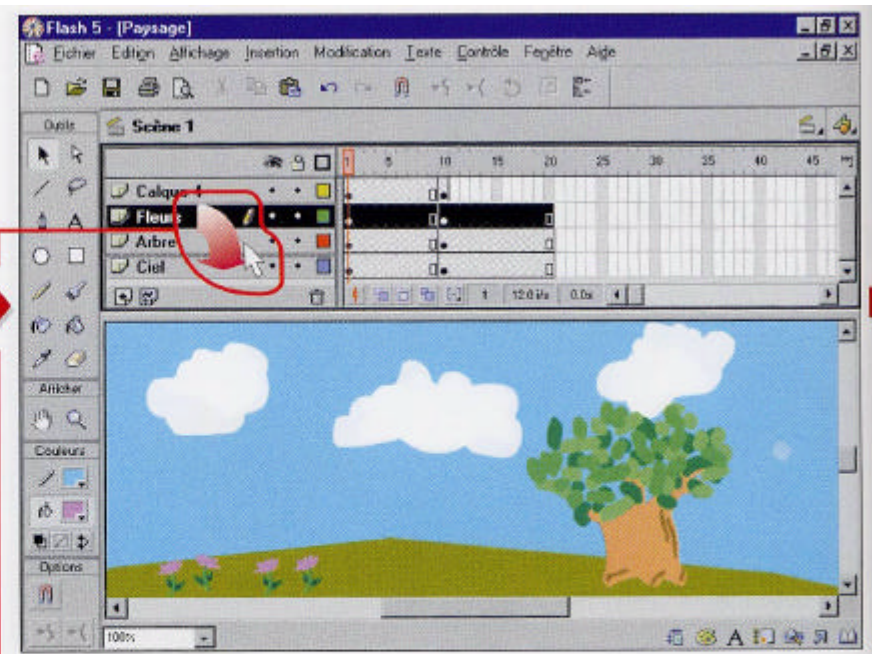 Flash 5 - [Paysage]
Fichier Edition Affichage Insertion Modification Texte Contrôle Fenêtre Aide
Outils
Scène 1
1 5 10 15 20 25 30 35 40 45
Calque 4
Fleurs
Arbre
Ciel
1 12.0 i/s 0.0s
Afficher
Couleurs
Options
100%